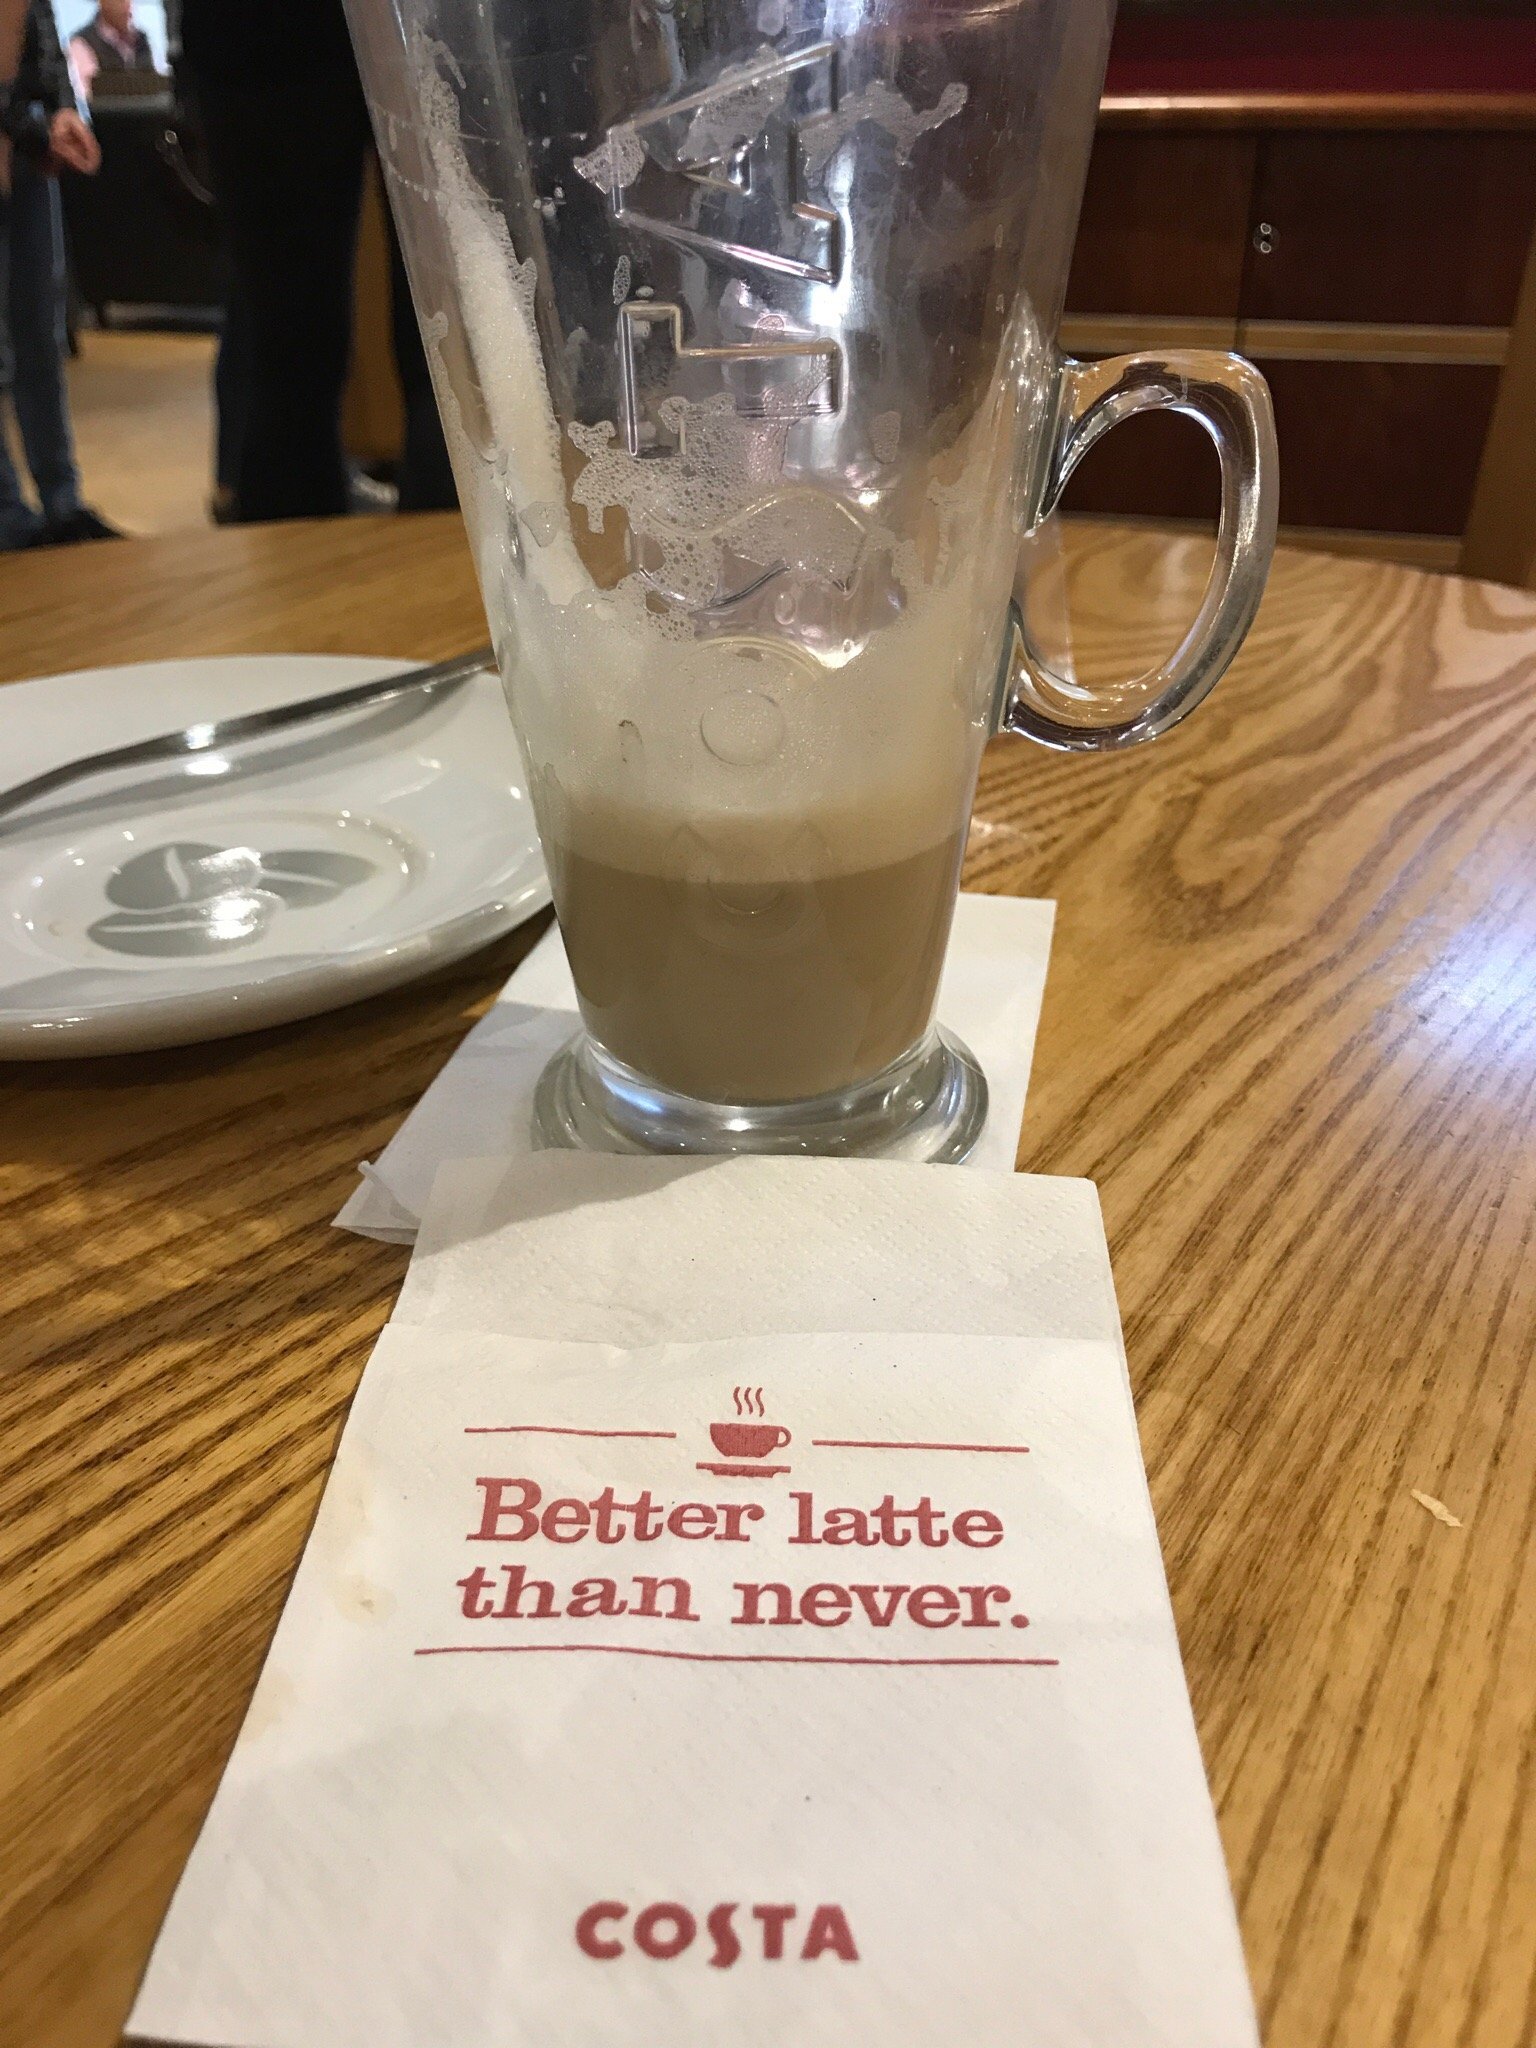 Better latte
than never.
COSTA